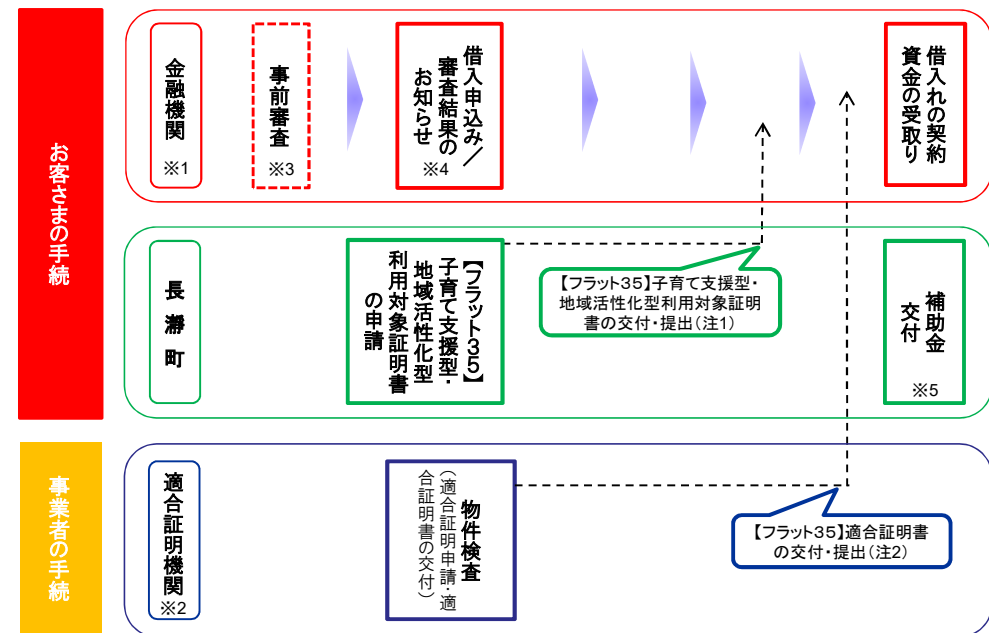 お客さまの手続
金融機関
※1
事前審査
※3
借入申込み／
審査結果の
お知らせ
※4
借入れの契約
資金の受取り
長瀞町
【フラット35】
子育て支援型・
地域活性化型
利用対象証明書
の申請
【フラット35】子育て支援型・
地域活性化型利用対象証明
書の交付・提出（注1）
補助金
交付
※5
事業者の手続
適合証明機関
※2
物件検査
（適合証明申請・適
合証明書の交付）
【フラット35】適合証明書
の交付・提出（注2）